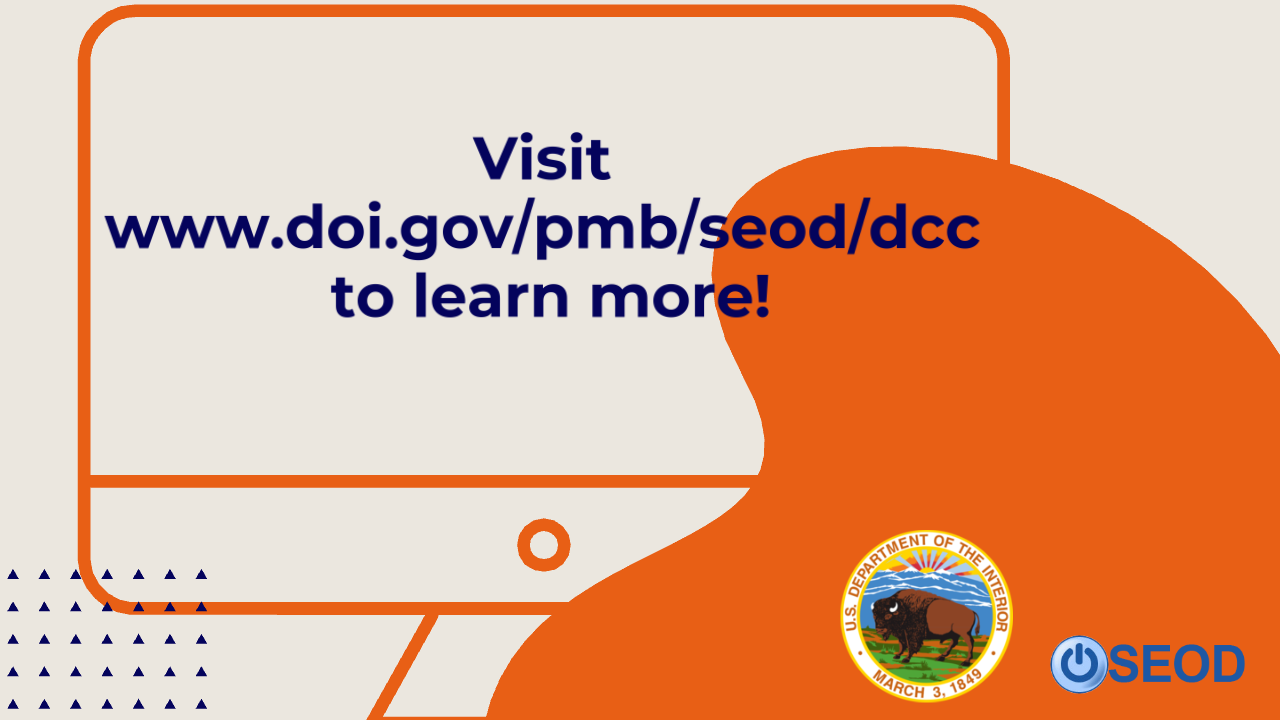 Visit
www.doi.gov/pmb/seod/dcc
to learn more!
U.S. DEPARTMENT OF THE INTERIOR
MARCH 3, 1849
SEOD